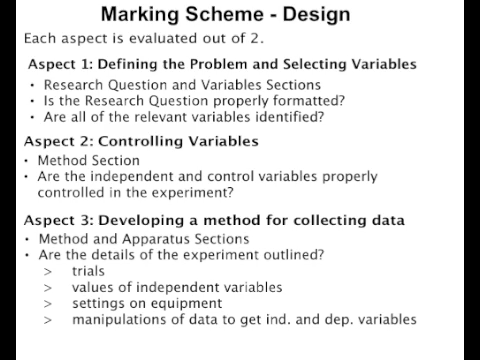 Marking Scheme - Design
Each aspect is evaluated out of 2.
Aspect 1: Defining the Problem and Selecting Variables
• Research Question and Variables Sections
• Is the Research Question properly formatted?
• Are all of the relevant variables identified?
Aspect 2: Controlling Variables
• Method Section
• Are the independent and control variables properly
controlled in the experiment?
Aspect 3: Developing a method for collecting data
• Method and Apparatus Sections
• Are the details of the experiment outlined?
> trials
> values of independent variables
> settings on equipment
> manipulations of data to get ind. and dep. variables